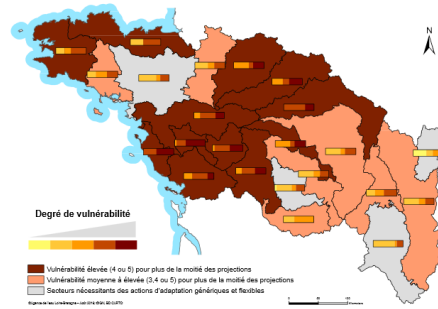 N
Degré de vulnérabilité
Vulnérabilité élevée (4 ou 5) pour plus de la moitié des projections
Vulnérabilité moyenne à élevée (3,4 ou 5) pour plus de la moitié des projections
Secteurs nécessitants des actions d'adaptation génériques et flexibles